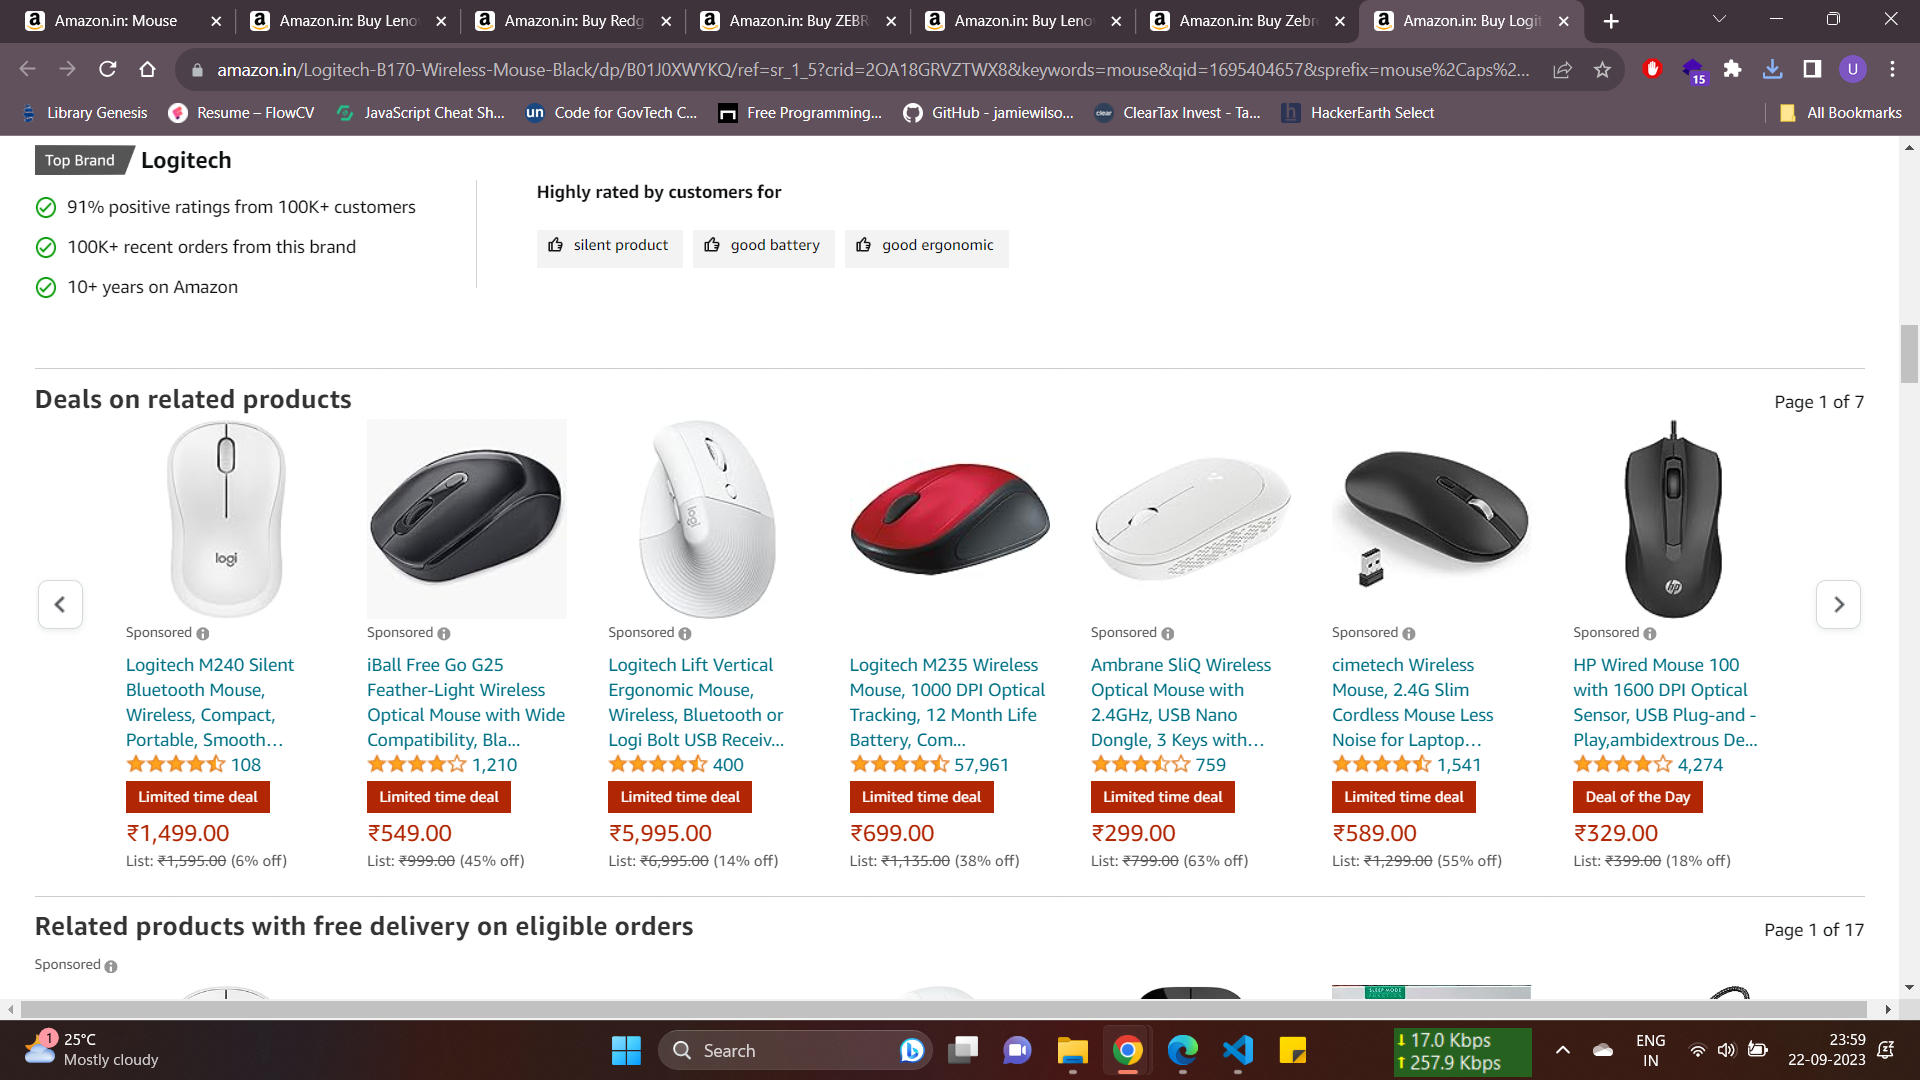 Amazon.in: Mouse
Amazon.in: Buy Leno
Amazon.in: Buy Redg
Amazon.in: Buy ZEBR
Amazon.in: Buy Leno
Amazon.in: Buy Zebr
Amazon.in: Buy Logit
amazon.in/Logitech-B170-Wireless-Mouse-Black/dp/B01J0XWYKQ/ref=sr_1_5?crid=2OA18GRVZTWX8&keywords=mouse&qid=1695404657&sprefix=mouse%2Caps%2...
15
U
Library Genesis
Resume – FlowCV
JavaScript Cheat Sh...
un Code for GovTech C...
Free Programming...
GitHub - jamiewilso...
clear ClearTax Invest - Ta...
h HackerEarth Select
All Bookmarks
Top Brand Logitech
91% positive ratings from 100K+ customers
100K+ recent orders from this brand
10+ years on Amazon
Highly rated by customers for
silent product
good battery
good ergonomic
Deals on related products
Page 1 of 7
logi
Sponsored
Logitech M240 Silent
Bluetooth Mouse,
Wireless, Compact,
Portable, Smooth…
108
Limited time deal
₹1,499.00
List: ₹1,595.00 (6% off)
Sponsored
iBall Free Go G25
Feather-Light Wireless
Optical Mouse with Wide
Compatibility, Bla...
1,210
Limited time deal
₹549.00
List: ₹999.00 (45% off)
logi
Sponsored
Logitech Lift Vertical
Ergonomic Mouse,
Wireless, Bluetooth or
Logi Bolt USB Receiv...
400
Limited time deal
₹5,995.00
List: ₹6,995.00 (14% off)
Logitech M235 Wireless
Mouse, 1000 DPI Optical
Tracking, 12 Month Life
Battery, Com...
57,961
Limited time deal
₹699.00
List: ₹1,135.00 (38% off)
Sponsored
Ambrane SliQ Wireless
Optical Mouse with
2.4GHz, USB Nano
Dongle, 3 Keys with…
759
Limited time deal
₹299.00
List: ₹799.00 (63% off)
Sponsored
cimetech Wireless
Mouse, 2.4G Slim
Cordless Mouse Less
Noise for Laptop…
1,541
Limited time deal
₹589.00
List: ₹1,299.00 (55% off)
hp
Sponsored
HP Wired Mouse 100
with 1600 DPI Optical
Sensor, USB Plug-and -
Play,ambidextrous De...
4,274
Deal of the Day
₹329.00
List: ₹399.00 (18% off)
Related products with free delivery on eligible orders
Page 1 of 17
Sponsored
SLEEP MODE
1
25°C
Mostly cloudy
Search
17.0 Kbps
257.9 Kbps
ENG
IN
23:59
22-09-2023